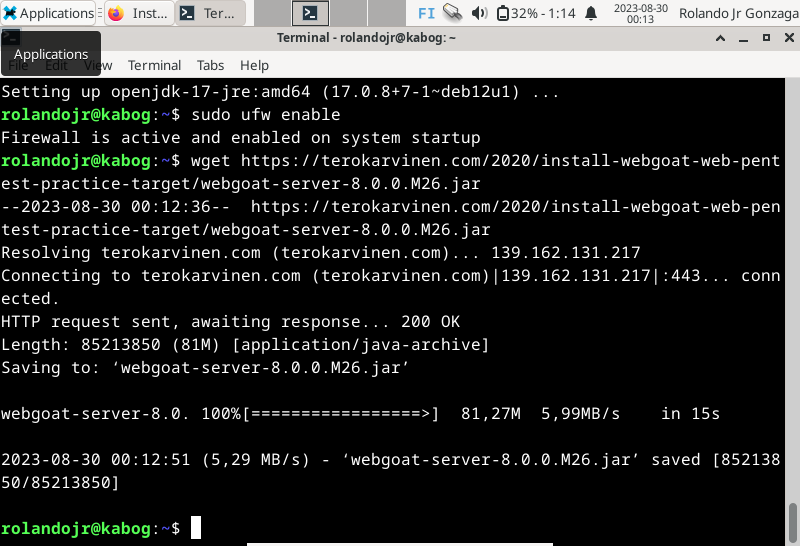 Applications
Inst...
Ter...
FI
32% - 1:14
2023-08-30
00:13
Rolando Jr Gonzaga
Terminal - rolandojr@kabog: ~
Applications
File Edit View Terminal Tabs Help
Setting up openjdk-17-jre:amd64 (17.0.8+7-1~deb12u1) ...
rolandojr@kabog:~$ sudo ufw enable
Firewall is active and enabled on system startup
rolandojr@kabog:~$ wget https://terokarvinen.com/2020/install-webgoat-web-pent
est-practice-target/webgoat-server-8.0.0.M26.jar
--2023-08-30 00:12:36--  https://terokarvinen.com/2020/install-webgoat-web-pen
test-practice-target/webgoat-server-8.0.0.M26.jar
Resolving terokarvinen.com (terokarvinen.com)... 139.162.131.217
Connecting to terokarvinen.com (terokarvinen.com)|139.162.131.217|:443... conn
ected.
HTTP request sent, awaiting response... 200 OK
Length: 85213850 (81M) [application/java-archive]
Saving to: ‘webgoat-server-8.0.0.M26.jar’
webgoat-server-8.0. 100%[=================>]  81,27M  5,99MB/s    in 15s
2023-08-30 00:12:51 (5,29 MB/s) - ‘webgoat-server-8.0.0.M26.jar’ saved [852138
50/85213850]
rolandojr@kabog:~$